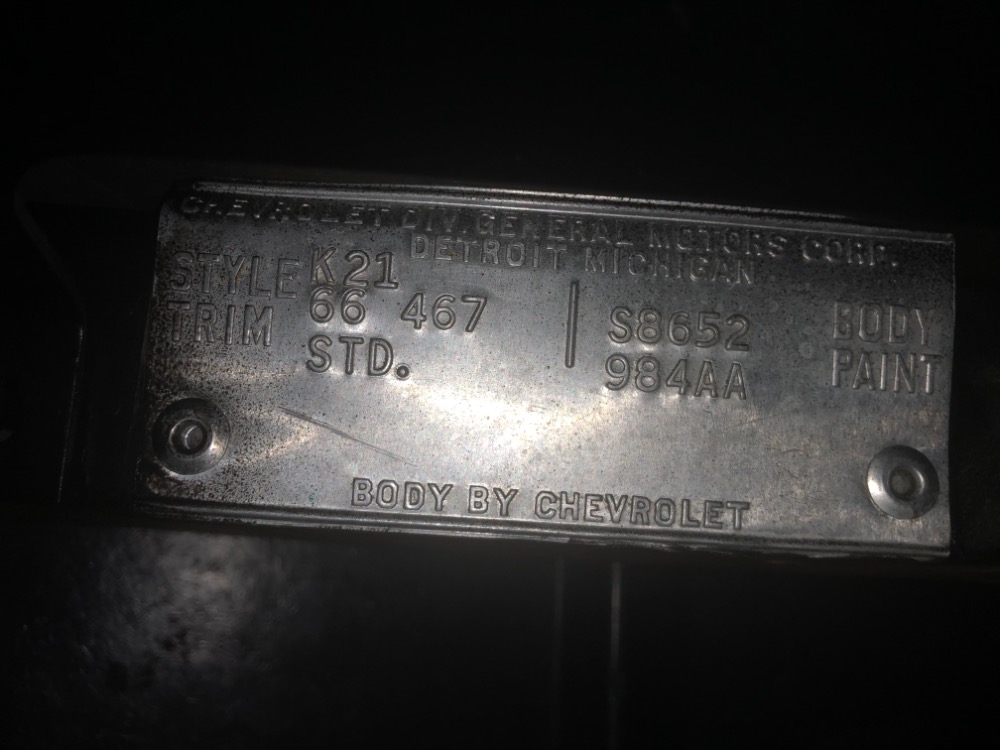 CHEVROLET DIV. GENERAL MOTORS CORP.
DETROIT MICHIGAN
K21
STYLE 66 467 S8652 BODY
TRIM STD. 984AA PAINT
BODY BY CHEVROLET